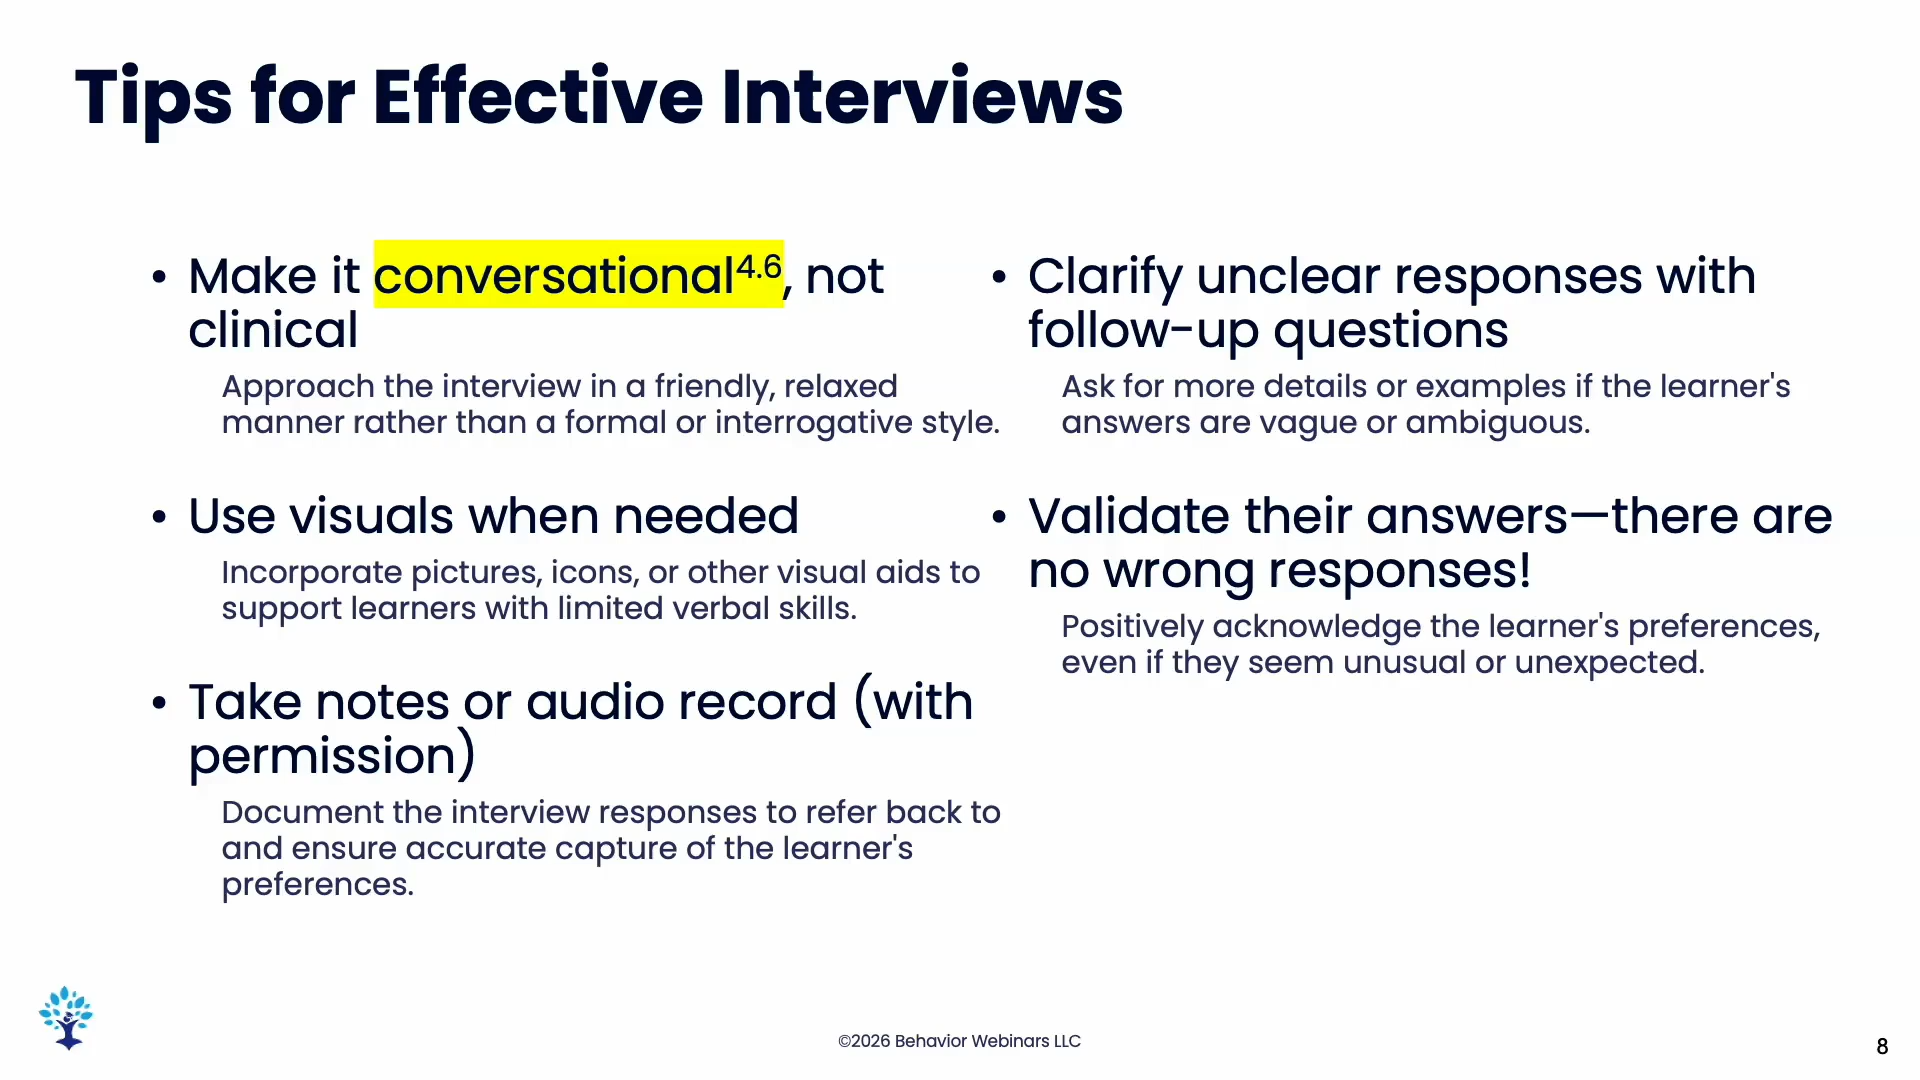 Tips for Effective Interviews
• Make it conversational4.6, not
clinical
Approach the interview in a friendly, relaxed
manner rather than a formal or interrogative style.
• Use visuals when needed
Incorporate pictures, icons, or other visual aids to
support learners with limited verbal skills.
• Take notes or audio record (with
permission)
Document the interview responses to refer back to
and ensure accurate capture of the learner's
preferences.
• Clarify unclear responses with
follow-up questions
Ask for more details or examples if the learner's
answers are vague or ambiguous.
• Validate their answers—there are
no wrong responses!
Positively acknowledge the learner's preferences,
even if they seem unusual or unexpected.
©2026 Behavior Webinars LLC
8